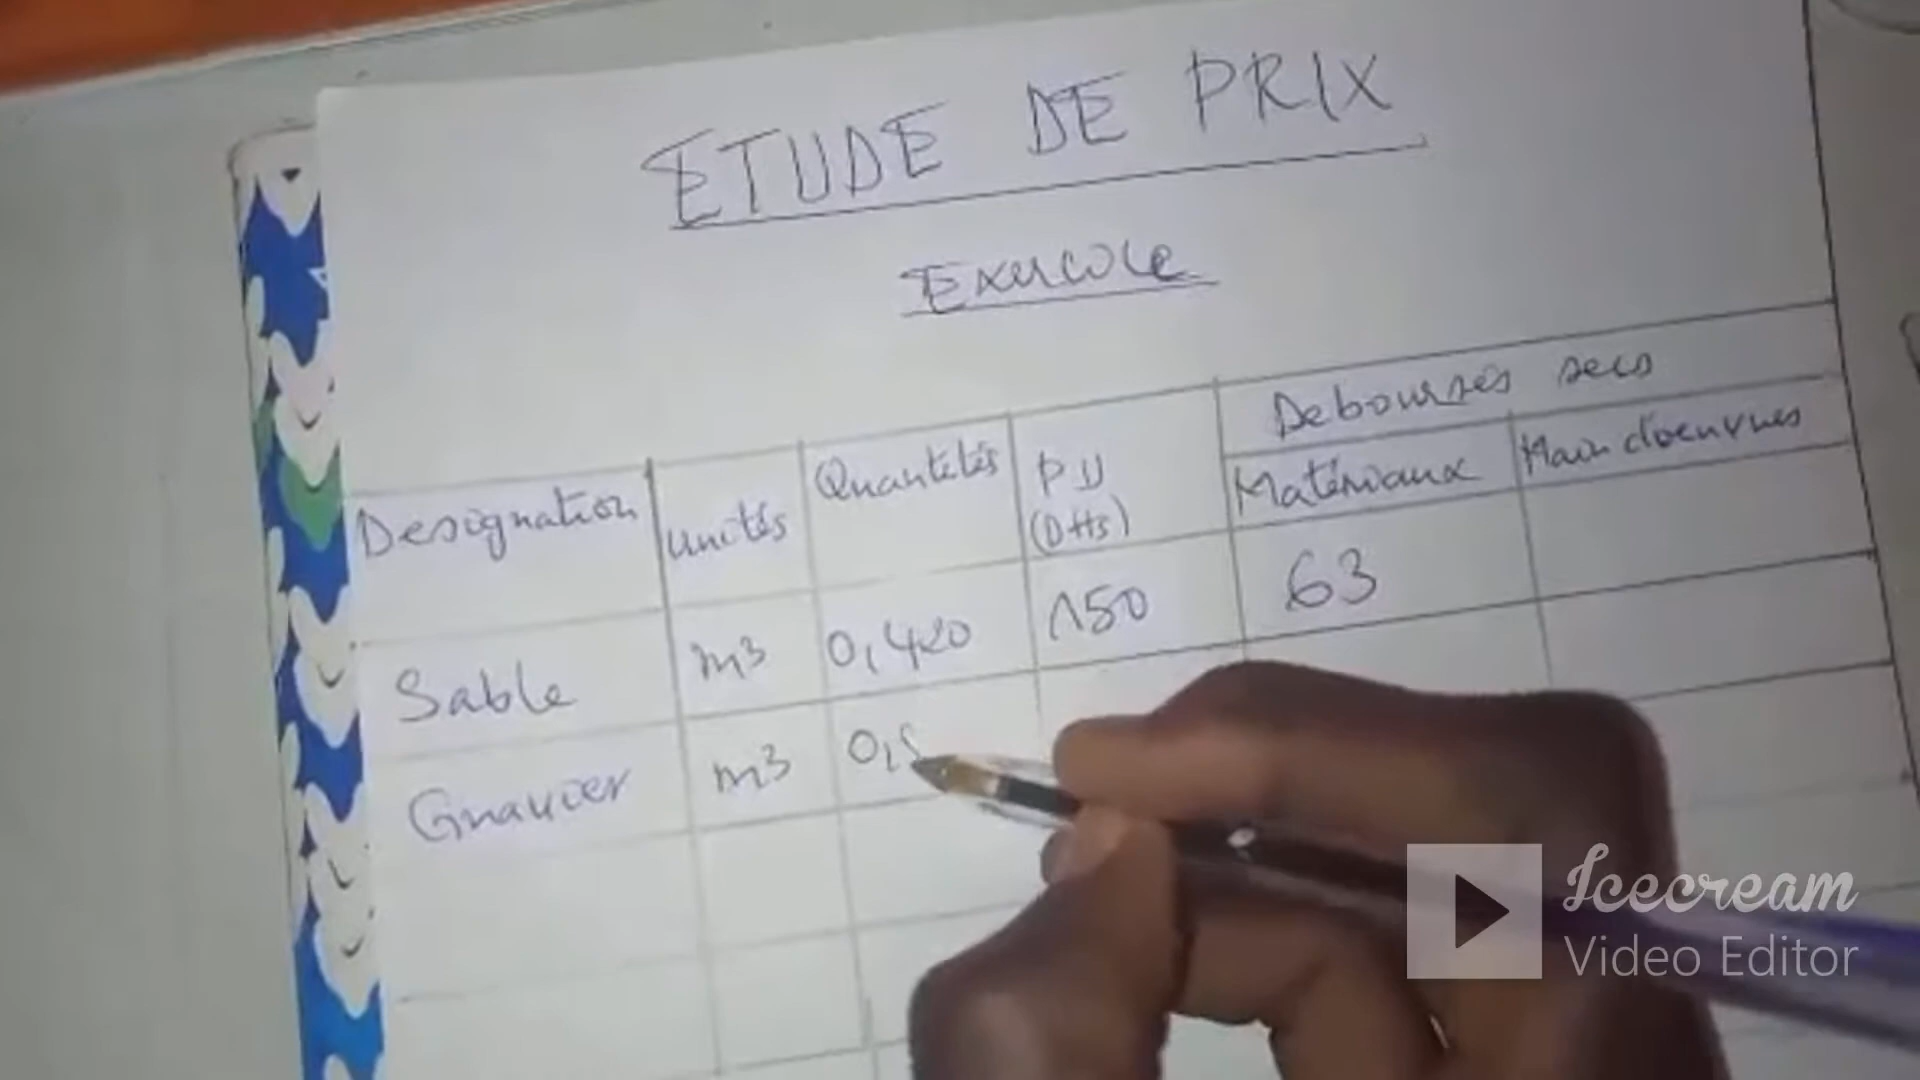 ETUDE DE PRIX
Exercice
Deboursés secs
Designation unités Quantités PU (DHs) Matériaux Main d'oeuvres
Sable m3 0,420 150 63
Gravier m3 0,
Icecream
Video Editor